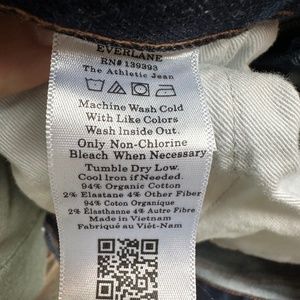 EVERLANE
RN# 139393
The Athletic Jean
Machine Wash Cold
With Like Colors
Wash Inside Out.
Only Non-Chlorine
Bleach When Necessary
Tumble Dry Low.
Cool Iron if Needed.
94% Organic Cotton
2% Elastane 4% Other Fiber
94% Coton Organique
2% Élasthanne 4% Autre Fibre
Made in Vietnam
Fabriqué au Viêt-Nam